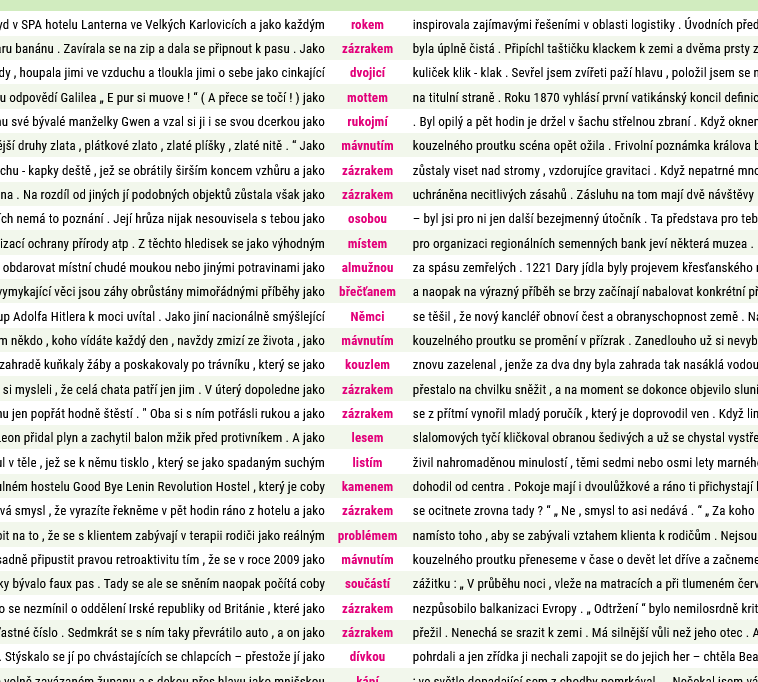 yd v SPA hotelu Lanterna ve Velkých Karlovicích a jako každým rokem inspirovala zajímavými řešeními v oblasti logistiky . Úvodních
ru banánu . Zavírala se na zip a dala se připnout k pasu . Jako zázrakem byla úplně čistá . Připíchl taštičku klackem k zemi a dvěma prsty
dy , houpala jimi ve vzduchu a tloukla jimi o sebe jako cinkající dvojicí kuliček klik - klak . Sevřel jsem zvířeti paží hlavu , položil jsem se
u odpovědí Galilea „ E pur si muove ! “ ( A přece se točí ! ) jako mottem na titulní straně . Roku 1870 vyhlásí první vatikánský koncil
u své bývalé manželky Gwen a vzal si ji i se svou dcerkou jako rukojmí . Byl opilý a pět hodin je držel v šachu střelnou zbraní . Když
jší druhy zlata , plátkové zlato , zlaté plíšky , zlaté nitě . “ Jako mávnutím kouzelného proutku scéna opět ožila . Frivolní poznámka králova
chu - kapky deště , jež se obrátily širším koncem vzhůru a jako zázrakem zůstaly viset nad stromy , vzdorujíce gravitaci . Když nepatrné
na . Na rozdíl od jiných jí podobných objektů zůstala však jako zázrakem uchráněna necitlivých zásahů . Zásluhu na tom mají dvě návštěvy
ích nemá to poznání . Její hrůza nijak nesouvisela s tebou jako osobou – byl jsi pro ni jen další bezejmenný útočník . Ta představa pro
izací ochrany přírody atp . Z těchto hledisek se jako výhodným místem pro organizaci regionálních semenných bank jeví některá muzea .
obdarovat místní chudé moukou nebo jinými potravinami jako almužnou za spásu zemřelých . 1221 Dary jídla byly projevem křesťanského
vymykající věci jsou záhy obrůstány mimořádnými příběhy jako břečťanem a naopak na výrazný příběh se brzy začínají nabalovat konkrétní
up Adolfa Hitlera k moci uvítal . Jako jiní nacionálně smýšlející Němci se těšil , že nový kancléř obnoví čest a obranyschopnost země .
m někdo , koho vídáte každý den , navždy zmizí ze života , jako mávnutím kouzelného proutku se promění v přízrak . Zanedlouho už si
zahradě kuňkaly žáby a poskakovaly po trávníku , který se jako kouzlem znovu zazelenal , jenže za dva dny byla zahrada tak nasáklá vodou
si mysleli , že celá chata patří jen jim . V úterý dopoledne jako zázrakem přestalo na chvilku sněžit , a na moment se dokonce objevilo
u jen popřát hodně štěstí . " Oba si s ním potřásli rukou a jako zázrakem se z přítmí vynořil mladý poručík , který je doprovodil ven . Když
Leon přidal plyn a zachytil balon mžik před protivníkem . A jako lesem slalomových tyčí kličkoval obranou šedivých a už se chystal
ul v těle , jež se k němu tisklo , který se jako spadaným suchým listím živil nahromaděnou minulostí , těmi sedmi nebo osmi lety
ulném hostelu Good Bye Lenin Revolution Hostel , který je coby kamenem dohodil od centra . Pokoje mají i dvoulůžkové a ráno ti přichystají
vá smysl , že vyrazíte řekněme v pět hodin ráno z hotelu a jako zázrakem se ocitnete zrovna tady ? “ „ Ne , smysl to asi nedává . “ „ Za koho
bit na to , že se s klientem zabývají v terapii rodiči jako reálným problémem namísto toho , aby se zabývali vztahem klienta k rodičům . Nejsou
sadně připustit pravou retroaktivitu tím , že se v roce 2009 jako mávnutím kouzelného proutku přeneseme v čase o devět let dříve a
ky bývalo faux pas . Tady se ale se sněním naopak počítá coby součástí zážitku : „ V průběhu noci , vleže na matracích a při tlumeném
o se nezmínil o oddělení Irské republiky od Británie , které jako zázrakem nezpůsobilo balkanizaci Evropy . „ Odtržení “ bylo nemilosrdně
ťastné číslo . Sedmkrát se s ním taky převrátilo auto , a on jako zázrakem přežil . Nenechá se srazit k zemi . Má silnější vůli než jeho otec .
. Stýskalo se jí po chvástajících se chlapcích – přestože jí jako dívkou pohrdali a jen zřídka ji nechali zapojit se do jejich her – chtěla